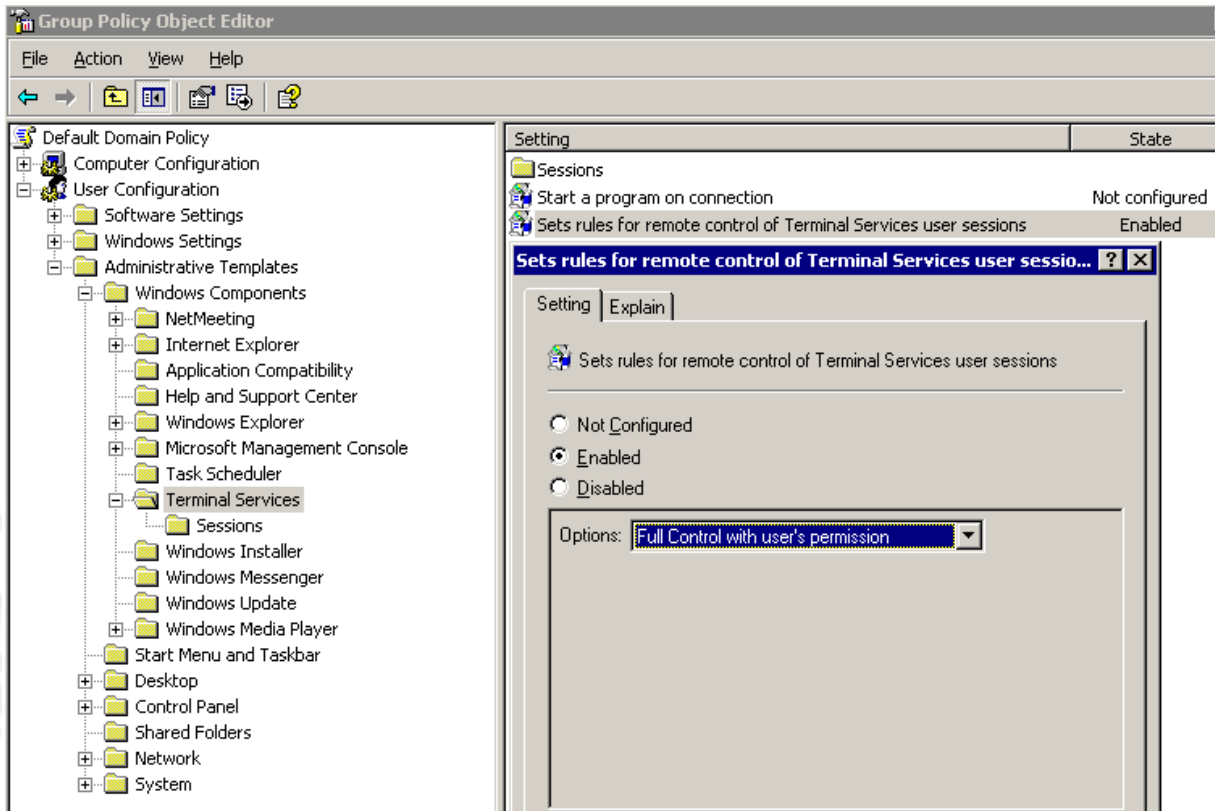 Group Policy Object Editor
File Action View Help
Default Domain Policy
Computer Configuration
User Configuration
Software Settings
Windows Settings
Administrative Templates
Windows Components
NetMeeting
Internet Explorer
Application Compatibility
Help and Support Center
Windows Explorer
Microsoft Management Console
Task Scheduler
Terminal Services
Sessions
Windows Installer
Windows Messenger
Windows Update
Windows Media Player
Start Menu and Taskbar
Desktop
Control Panel
Shared Folders
Network
System
Setting State
Sessions
Start a program on connection Not configured
Sets rules for remote control of Terminal Services user sessions Enabled
Sets rules for remote control of Terminal Services user sessio...
Setting Explain
Sets rules for remote control of Terminal Services user sessions
Not Configured
Enabled
Disabled
Options: Full Control with user's permission